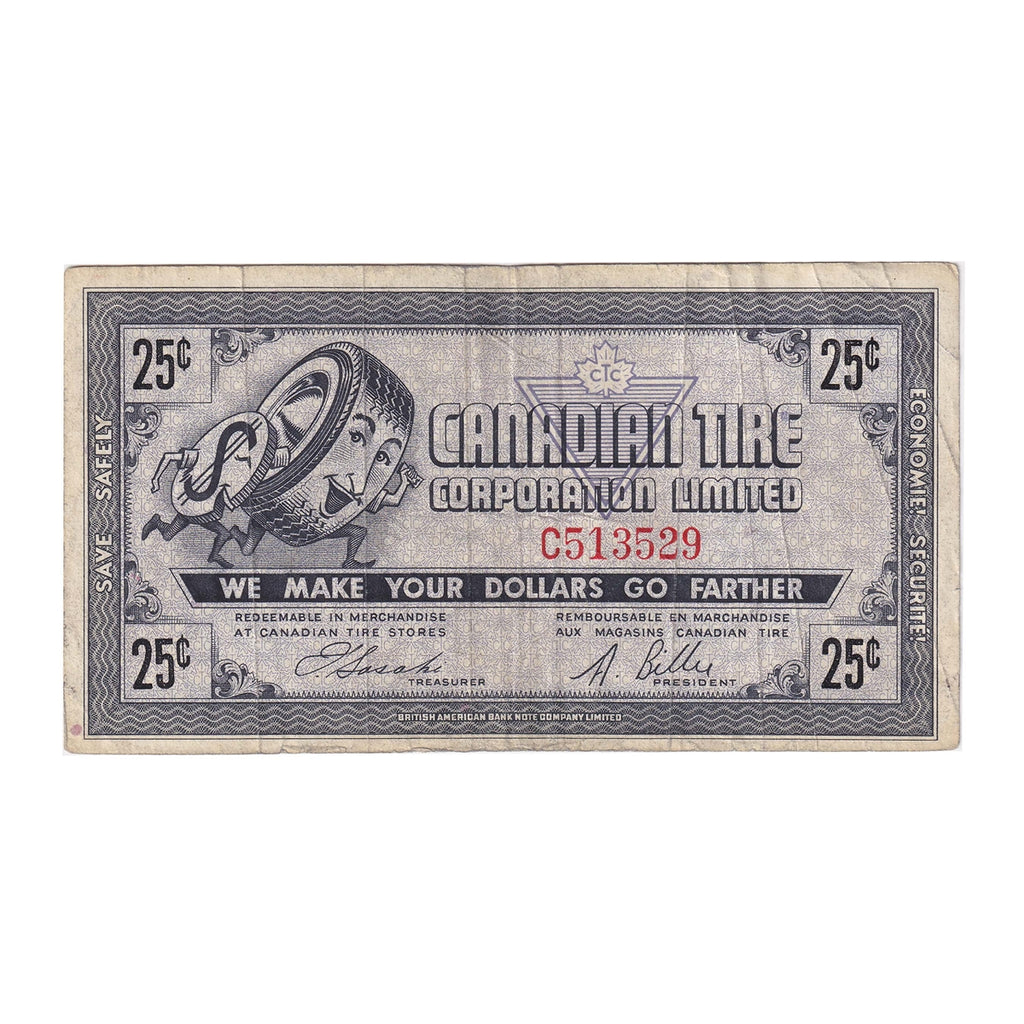 25¢
25¢
CTC
CANADIAN TIRE
CORPORATION LIMITED
C513529
SAVE SAFELY
ECONOMIE! SÉCURITÉ!
WE MAKE YOUR DOLLARS GO FARTHER
REDEEMABLE IN MERCHANDISE
AT CANADIAN TIRE STORES
REMBOURSABLE EN MARCHANDISE
AUX MAGASINS CANADIAN TIRE
25¢
TREASURER
A. Billes
PRESIDENT
25¢
BRITISH AMERICAN BANK NOTE COMPANY LIMITED